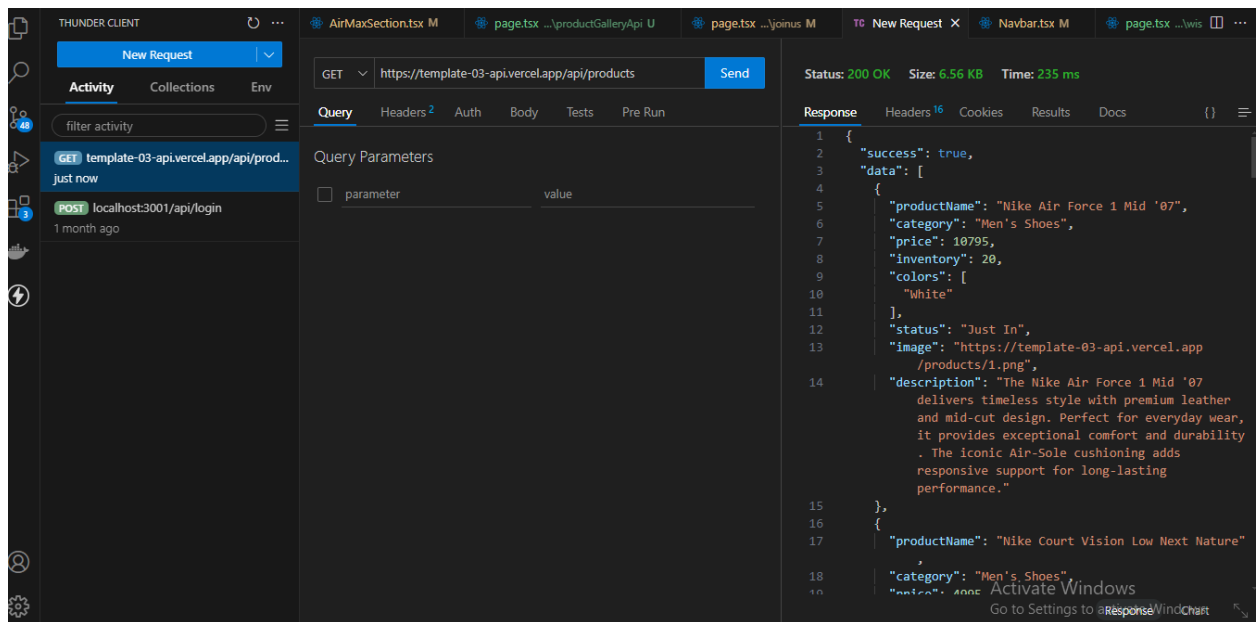 THUNDER CLIENT
New Request
Activity Collections Env
filter activity
GET template-03-api.vercel.app/api/prod...
just now
POST localhost:3001/api/login
1 month ago
48
3
AirMaxSection.tsx M page.tsx ...\productGalleryApi U page.tsx ...\joinus M TC New Request Navbar.tsx M page.tsx ...\wis
GET https://template-03-api.vercel.app/api/products Send
Query Headers 2 Auth Body Tests Pre Run
Query Parameters
parameter value
Status: 200 OK Size: 6.56 KB Time: 235 ms
Response Headers 16 Cookies Results Docs {}
1 {
2 "success": true,
3 "data": [
4 {
5 "productName": "Nike Air Force 1 Mid '07",
6 "category": "Men's Shoes",
7 "price": 10795,
8 "inventory": 20,
9 "colors": [
10 "White"
11 ],
12 "status": "Just In",
13 "image": "https://template-03-api.vercel.app
/products/1.png",
14 "description": "The Nike Air Force 1 Mid '07
delivers timeless style with premium leather
and mid-cut design. Perfect for everyday wear,
it provides exceptional comfort and durability
. The iconic Air-Sole cushioning adds
responsive support for long-lasting
performance."
15 },
16 {
17 "productName": "Nike Court Vision Low Next Nature"
,
18 "category": "Men's Shoes",
19 "price": 4995
Activate Windows
Go to Settings to activate Windows.
Response Chart